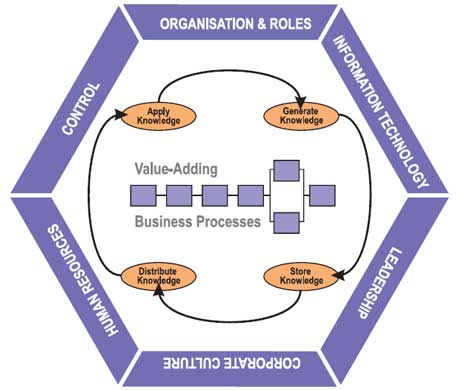 ORGANISATION & ROLES
CONTROL
INFORMATION TECHNOLOGY
Apply
Knowledge
Generate
Knowledge
Value-Adding
Business Processes
Distribute
Knowledge
Store
Knowledge
HUMAN RESOURCES
LEADERSHIP
CORPORATE CULTURE